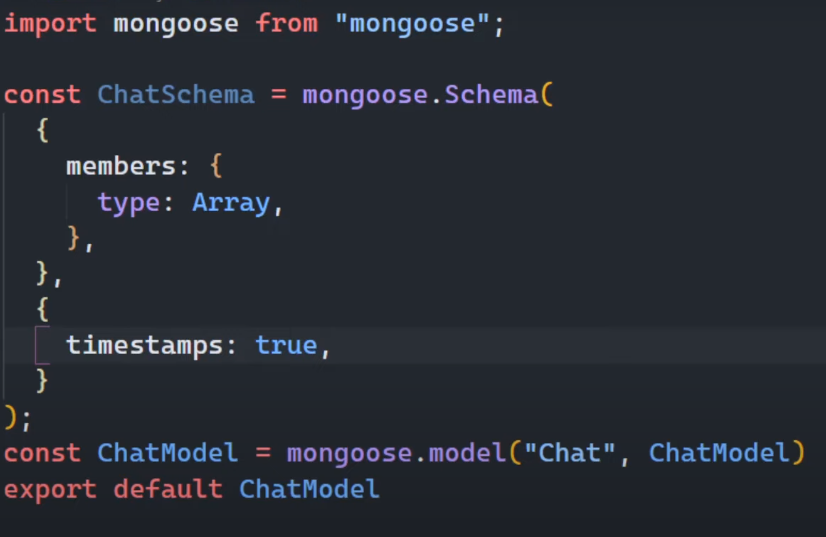 import mongoose from "mongoose";
const ChatSchema = mongoose.Schema(
{
members: {
type: Array,
},
},
{
timestamps: true,
}
);
const ChatModel = mongoose.model("Chat", ChatModel)
export default ChatModel